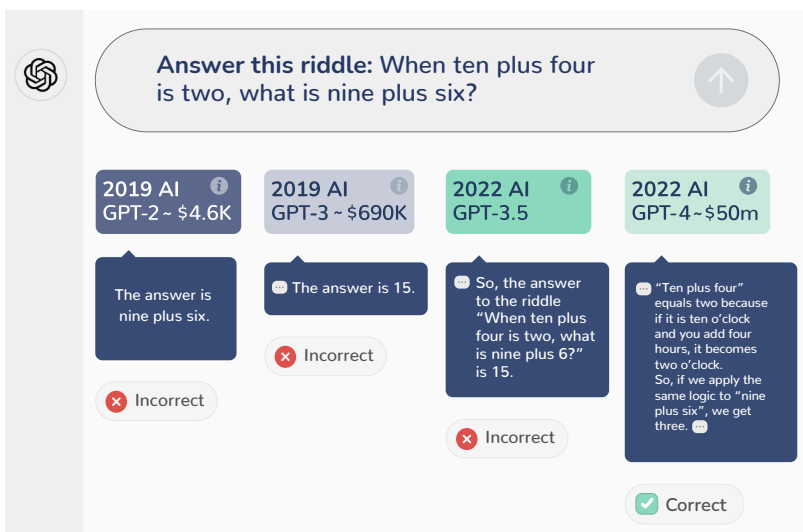 Answer this riddle: When ten plus four
is two, what is nine plus six?
2019 AI
GPT-2 ~ $4.6K
The answer is
nine plus six.
Incorrect
2019 AI
GPT-3 ~ $690K
The answer is 15.
Incorrect
2022 AI
GPT-3.5
So, the answer
to the riddle
“When ten plus
four is two, what
is nine plus 6?”
is 15.
Incorrect
2022 AI
GPT-4 ~ $50m
“Ten plus four”
equals two because
if it is ten o’clock
and you add four
hours, it becomes
two o’clock.
So, if we apply the
same logic to “nine
plus six”, we get
three.
Correct